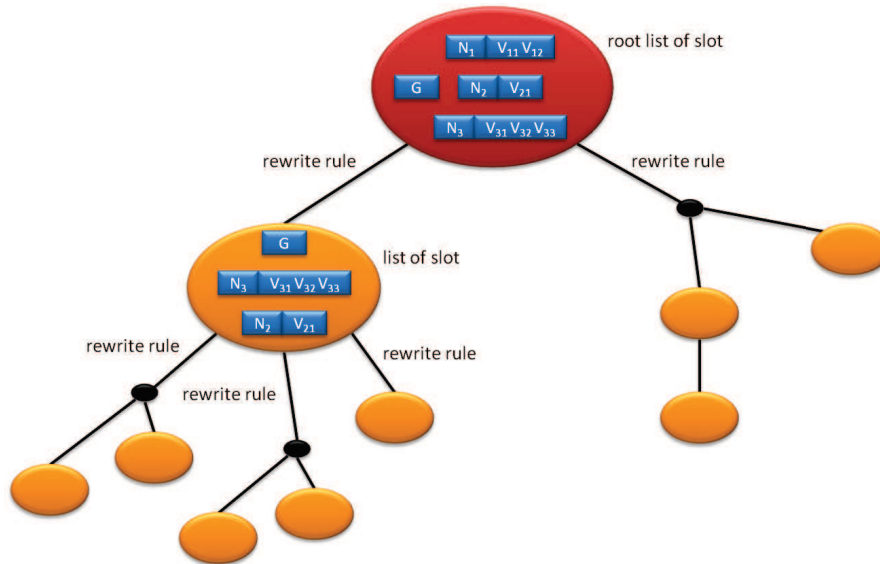 root list of slot
N₁ V₁₁ V₁₂
G N₂ V₂₁
N₃ V₃₁ V₃₂ V₃₃
rewrite rule
rewrite rule
G
list of slot
N₃ V₃₁ V₃₂ V₃₃
N₂ V₂₁
rewrite rule
rewrite rule
rewrite rule